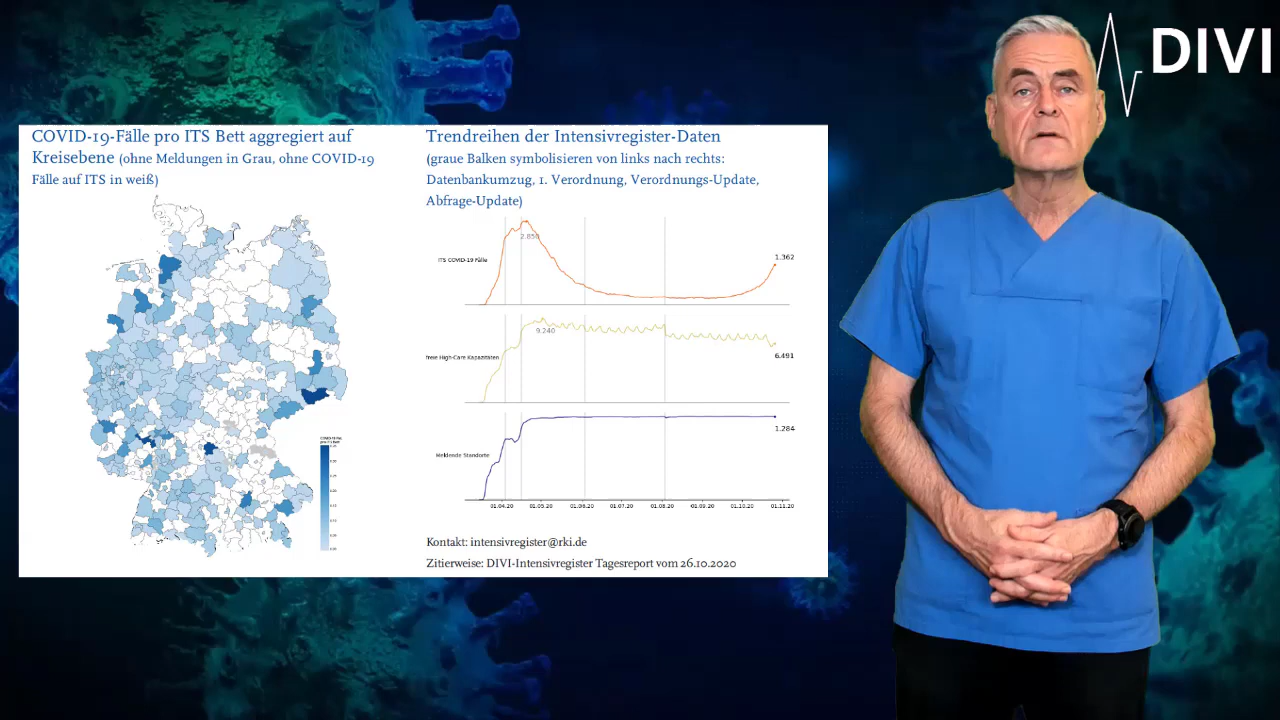 DIVI
COVID-19-Fälle pro ITS Bett aggregiert auf
Kreisebene (ohne Meldungen in Grau, ohne COVID-19
Fälle auf ITS in weiß)
Trendreihen der Intensivregister-Daten
(graue Balken symbolisieren von links nach rechts:
Datenbankumzug, 1. Verordnung, Verordnungs-Update,
Abfrage-Update)
2.850
1.362
ITS COVID-19 Fälle
9.240
6.491
freie High-Care Kapazitäten
1.284
Meldende Standorte
01.04.20 01.05.20 01.06.20 01.07.20 01.08.20 01.09.20 01.10.20 01.11.20
Kontakt: intensivregister@rki.de
Zitierweise: DIVI-Intensivregister Tagesreport vom 26.10.2020